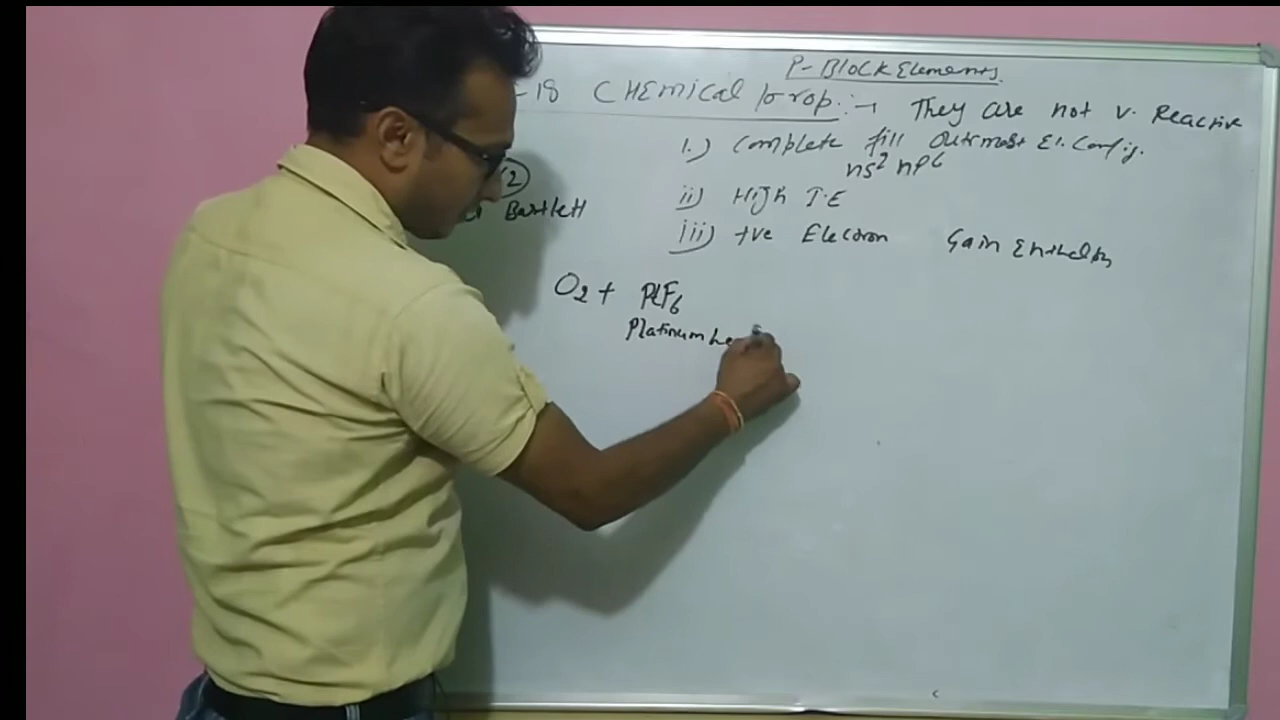 P-Block Elements.
-18 CHEmical prop. :→ They are not v. Reactive
1.) Complete fill Outermost El. Config.
ns² np⁶
ii) High I.E
iii) +ve Electron Gain Enthalpy
2)
Bartlett
O₂ + PtF₆
Platinum he